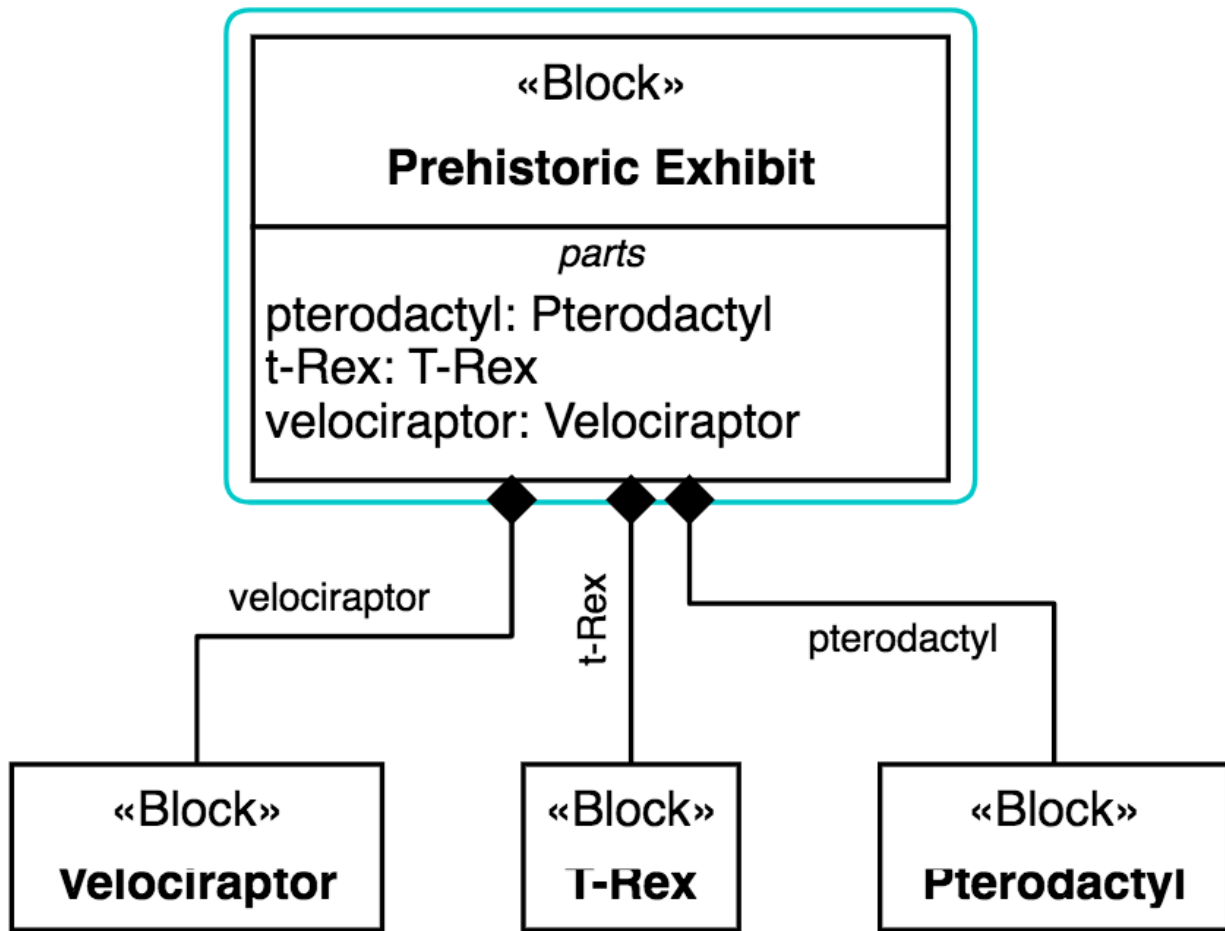 «Block»
Prehistoric Exhibit
parts
pterodactyl: Pterodactyl
t-Rex: T-Rex
velociraptor: Velociraptor
velociraptor
t-Rex
pterodactyl
«Block»
Velociraptor
«Block»
T-Rex
«Block»
Pterodactyl